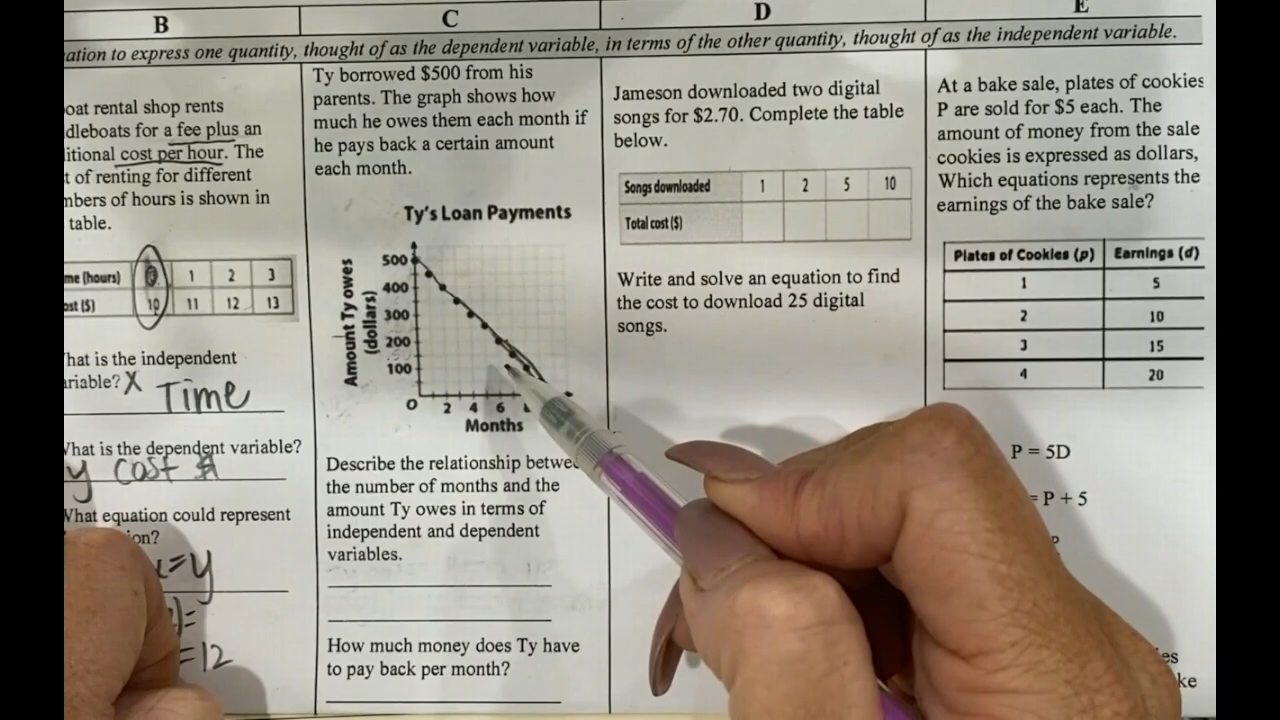 B
C
D
E
ation to express one quantity, thought of as the dependent variable, in terms of the other quantity, thought of as the independent variable.
oat rental shop rents
dleboats for a fee plus an
itional cost per hour. The
t of renting for different
nbers of hours is shown in
table.
me (hours) 0 1 2 3
ost ($) 10 11 12 13
hat is the independent
ariable? X Time
What is the dependent variable?
y cost $
What equation could represent
ion?
=y
=
=12
Ty borrowed $500 from his
parents. The graph shows how
much he owes them each month if
he pays back a certain amount
each month.
Ty's Loan Payments
Amount Ty owes
(dollars)
500
400
300
200
100
O 2 4 6
Months
Describe the relationship betwee
the number of months and the
amount Ty owes in terms of
independent and dependent
variables.
How much money does Ty have
to pay back per month?
Jameson downloaded two digital
songs for $2.70. Complete the table
below.
Songs downloaded 1 2 5 10
Total cost ($)
Write and solve an equation to find
the cost to download 25 digital
songs.
At a bake sale, plates of cookies
P are sold for $5 each. The
amount of money from the sale
cookies is expressed as dollars,
Which equations represents the
earnings of the bake sale?
Plates of Cookies (p) Earnings (d)
1 5
2 10
3 15
4 20
P = 5D
= P + 5
es
ke